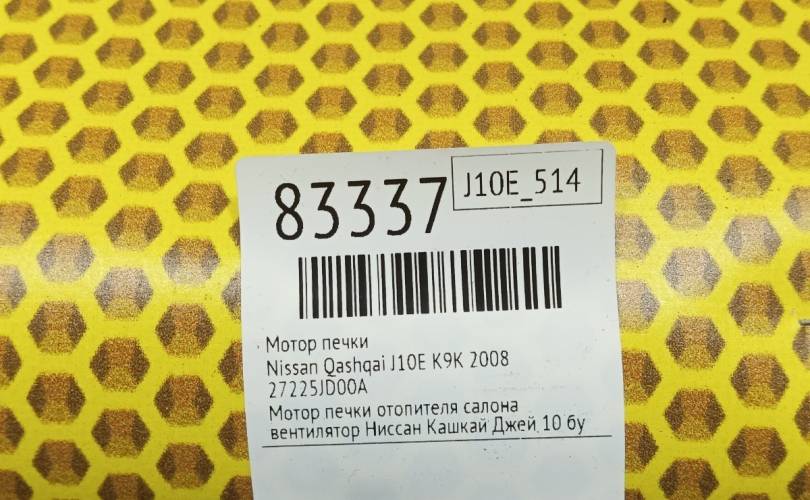 83337
J10E_514
Мотор печки
Nissan Qashqai J10E K9K 2008
27225JD00A
Мотор печки отопителя салона
вентилятор Ниссан Кашкай Джей 10 бу